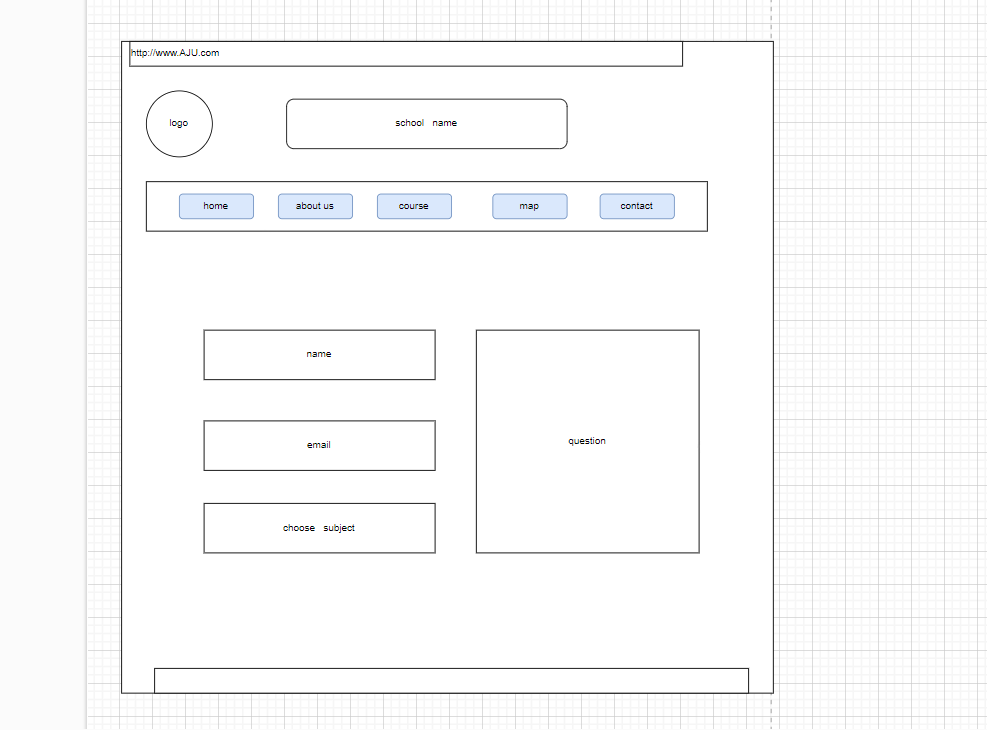 http://www.AJU.com
logo
school name
home
about us
course
map
contact
name
email
question
choose subject